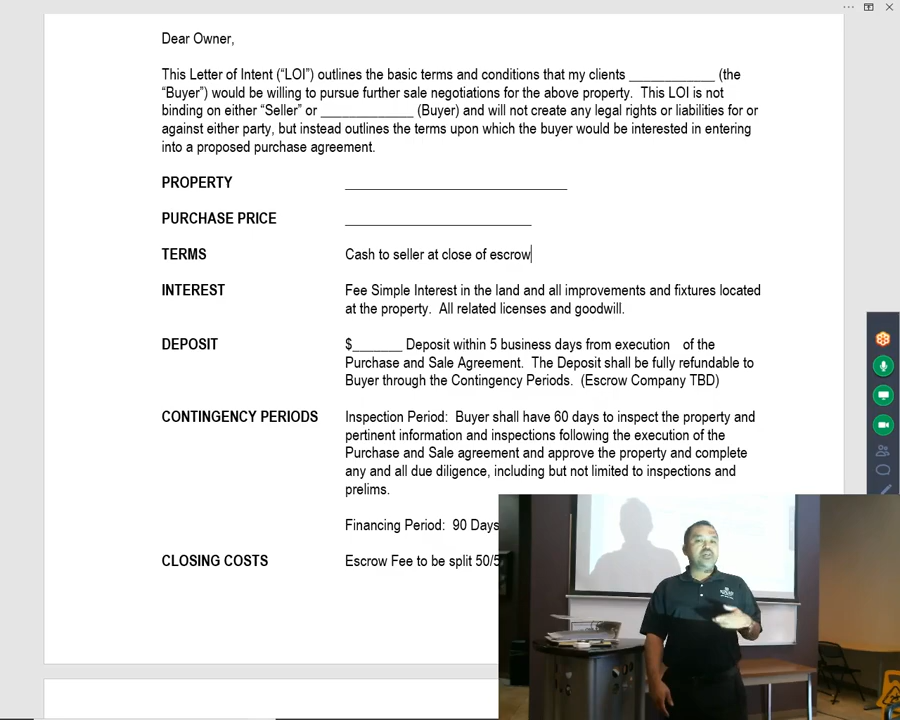 Dear Owner,
This Letter of Intent (“LOI”) outlines the basic terms and conditions that my clients ____________ (the
“Buyer”) would be willing to pursue further sale negotiations for the above property.  This LOI is not
binding on either “Seller” or _____________ (Buyer) and will not create any legal rights or liabilities for or
against either party, but instead outlines the terms upon which the buyer would be interested in entering
into a proposed purchase agreement.
PROPERTY _______________________________
PURCHASE PRICE __________________________
TERMS Cash to seller at close of escrow
INTEREST Fee Simple Interest in the land and all improvements and fixtures located
at the property.  All related licenses and goodwill.
DEPOSIT $_______ Deposit within 5 business days from execution   of the
Purchase and Sale Agreement.  The Deposit shall be fully refundable to
Buyer through the Contingency Periods.  (Escrow Company TBD)
CONTINGENCY PERIODS Inspection Period:  Buyer shall have 60 days to inspect the property and
pertinent information and inspections following the execution of the
Purchase and Sale agreement and approve the property and complete
any and all due diligence, including but not limited to inspections and
prelims.
Financing Period:  90 Days
CLOSING COSTS Escrow Fee to be split 50/5